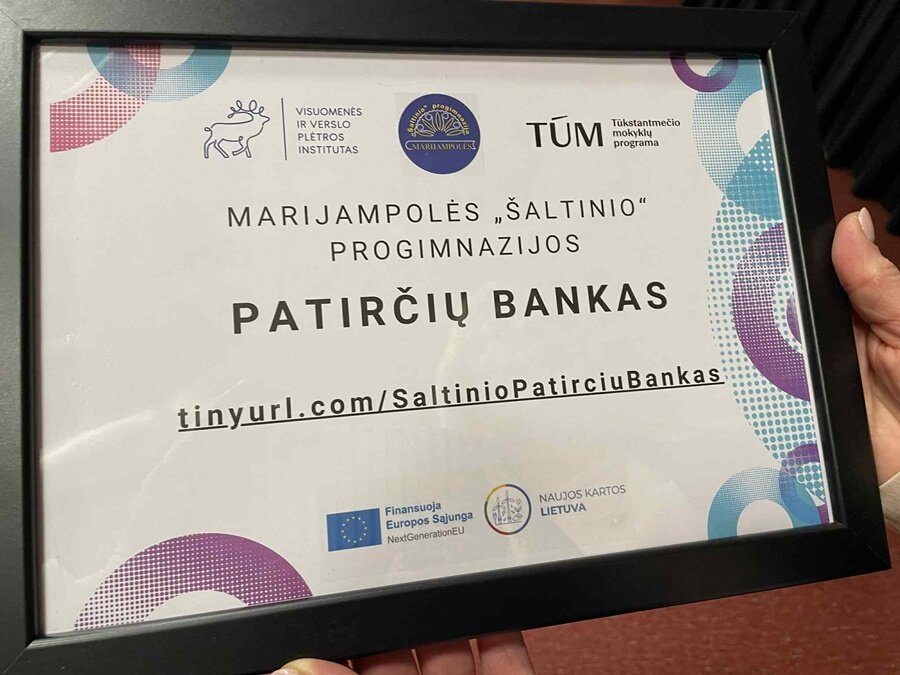 VISUOMENĖS
IR VERSLO
PLĖTROS
INSTITUTAS
„Šaltinio“ progimnazija
MARIJAMPOLĖS
TŪM
Tūkstantmečio
mokyklų
programa
MARIJAMPOLĖS „ŠALTINIO“
PROGIMNAZIJOS
PATIRČIŲ BANKAS
tinyurl.com/SaltinioPatirciuBankas
Finansuoja
Europos Sąjunga
NextGenerationEU
NAUJOS KARTOS
LIETUVA